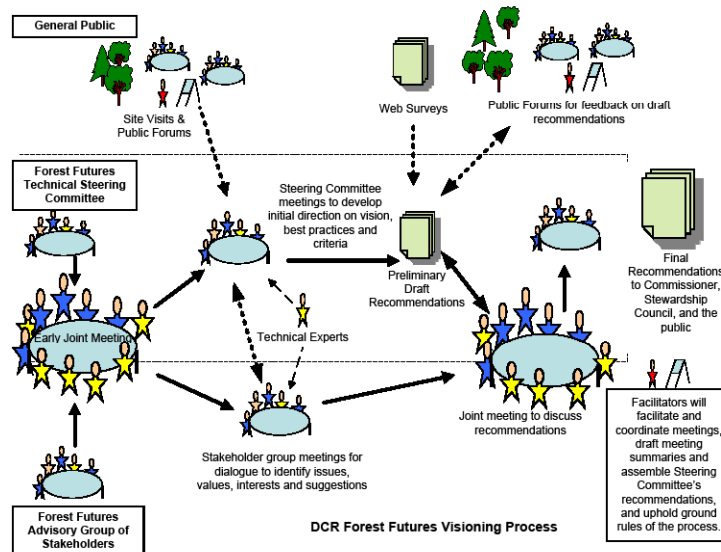 General Public
Site Visits &
Public Forums
Web Surveys
Public Forums for feedback on draft
recommendations
Forest Futures
Technical Steering
Committee
Steering Committee
meetings to develop
initial direction on vision,
best practices and
criteria
Preliminary
Draft
Recommendations
Final
Recommendations
to Commissioner,
Stewardship
Council, and the
public
Early Joint Meeting
Technical Experts
Joint meeting to discuss
recommendations
Stakeholder group meetings for
dialogue to identify issues,
values, interests and suggestions
Facilitators will
facilitate and
coordinate meetings,
draft meeting
summaries and
assemble Steering
Committee's
recommendations,
and uphold ground
rules of the process.
Forest Futures
Advisory Group of
Stakeholders
DCR Forest Futures Visioning Process